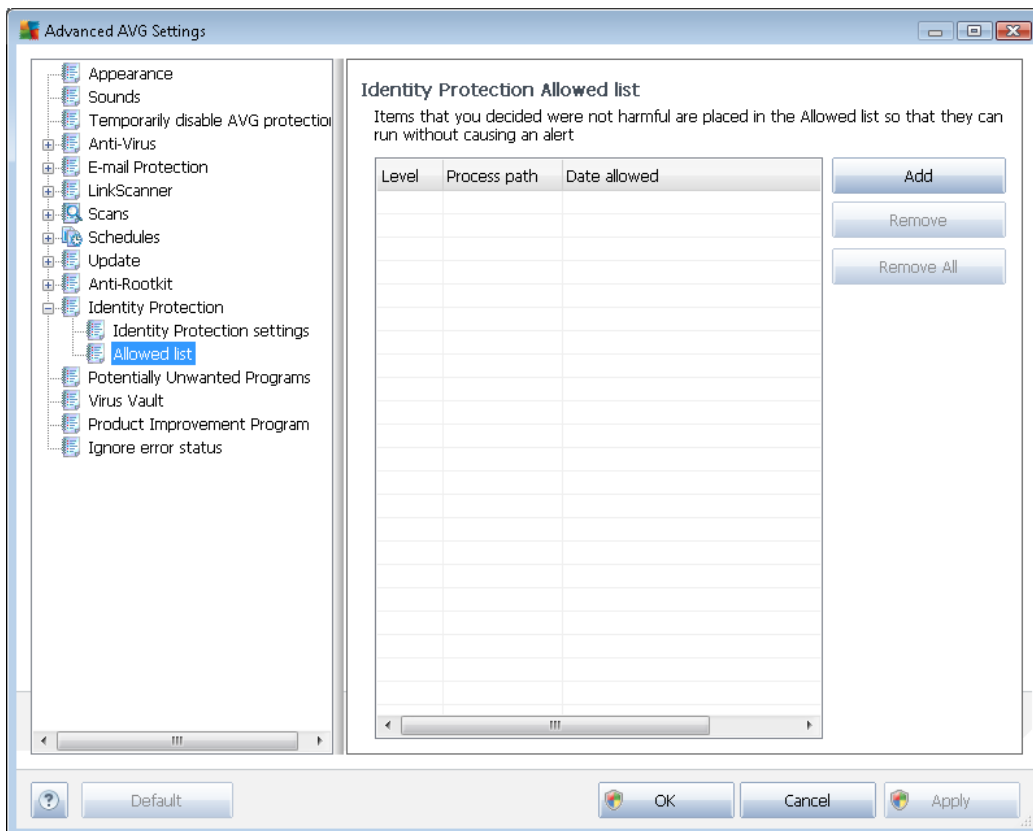 Advanced AVG Settings
Appearance
Sounds
Temporarily disable AVG protection
Anti-Virus
E-mail Protection
LinkScanner
Scans
Schedules
Update
Anti-Rootkit
Identity Protection
Identity Protection settings
Allowed list
Potentially Unwanted Programs
Virus Vault
Product Improvement Program
Ignore error status
Identity Protection Allowed list
Items that you decided were not harmful are placed in the Allowed list so that they can
run without causing an alert
Level Process path Date allowed
Add
Remove
Remove All
? Default OK Cancel Apply